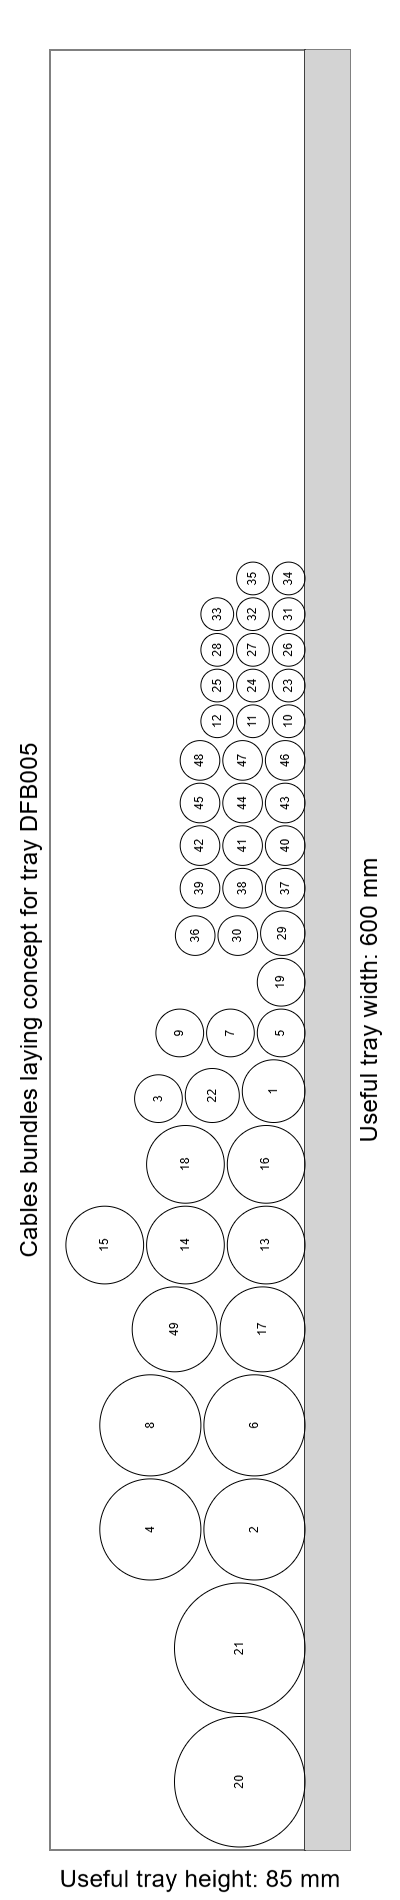 Cables bundles laying concept for tray DFB005
35 34
33 32 31
28 27 26
25 24 23
12 11 10
48 47 46
45 44 43
42 41 40
39 38 37
36 30 29
19
9 7 5
3 22 1
18 16
15 14 13
49 17
8 6
4 2
21
20
Useful tray width: 600 mm
Useful tray height: 85 mm